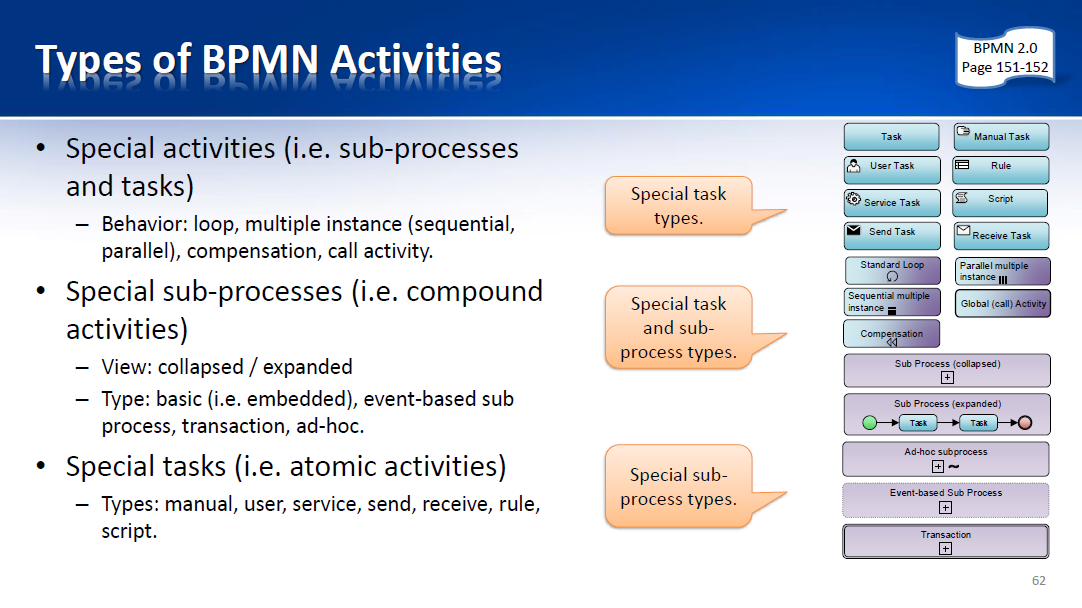 Types of BPMN Activities
BPMN 2.0
Page 151-152
• Special activities (i.e. sub-processes
and tasks)
– Behavior: loop, multiple instance (sequential,
parallel), compensation, call activity.
• Special sub-processes (i.e. compound
activities)
– View: collapsed / expanded
– Type: basic (i.e. embedded), event-based sub
process, transaction, ad-hoc.
• Special tasks (i.e. atomic activities)
– Types: manual, user, service, send, receive, rule,
script.
Special task
types.
Special task
and sub-
process types.
Special sub-
process types.
Task
Manual Task
User Task
Rule
Service Task
Script
Send Task
Receive Task
Standard Loop
Parallel multiple
instance
Sequential multiple
instance
Global (call) Activity
Compensation
Sub Process (collapsed)
Sub Process (expanded)
Task
Task
Ad-hoc subprocess
Event-based Sub Process
Transaction
62